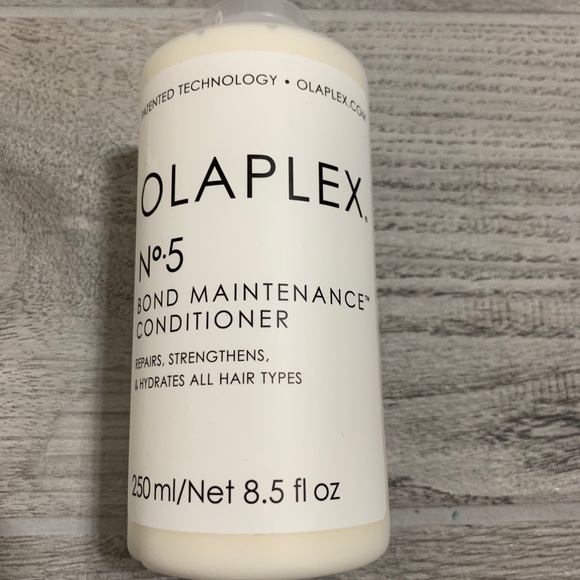 PATENTED TECHNOLOGY • OLAPLEX.COM
OLAPLEX®
Nº.5
BOND MAINTENANCE™
CONDITIONER
REPAIRS, STRENGTHENS,
& HYDRATES ALL HAIR TYPES
250 ml/Net 8.5 fl oz